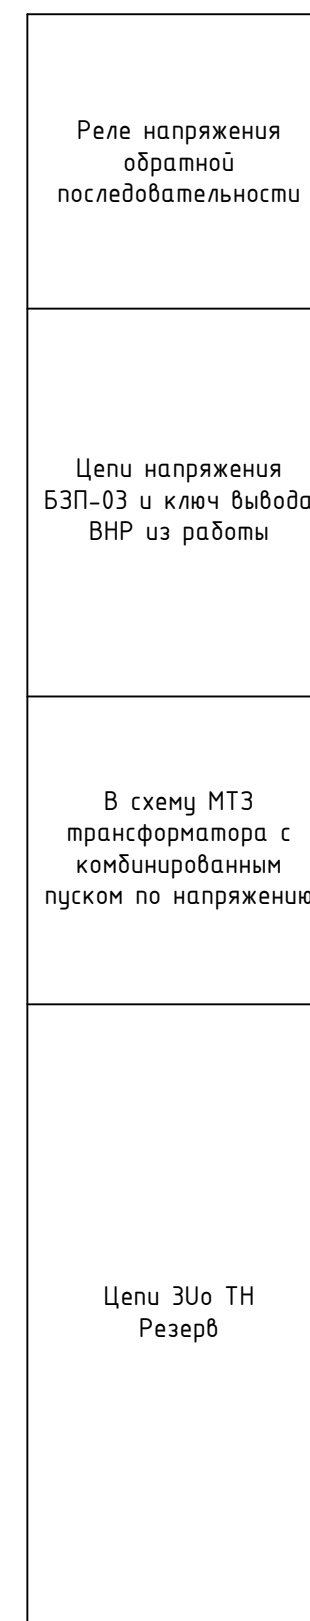 Реле напряжения
обратной
последовательности
Цепи напряжения
БЗП-03 и ключ вывода
ВНР из работы
В схему МТЗ
трансформатора с
комбинированным
пуском по напряжению
Цепи 3Uо ТН
Резерв